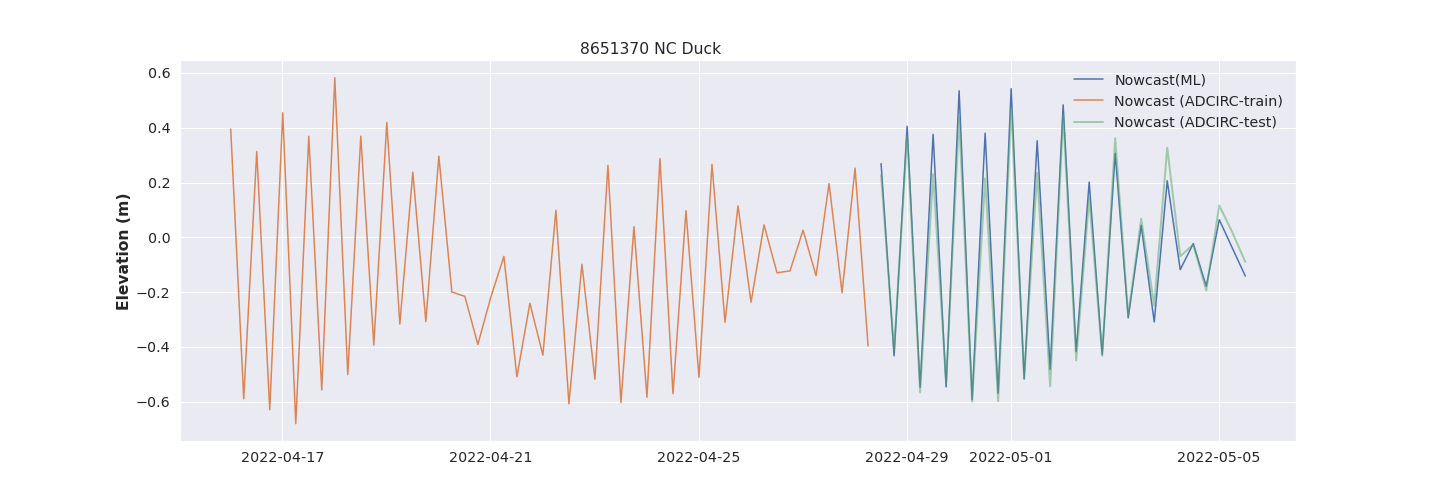 8651370 NC Duck
Nowcast(ML)
Nowcast (ADCIRC-train)
Nowcast (ADCIRC-test)
Elevation (m)
0.6
0.4
0.2
0.0
−0.2
−0.4
−0.6
2022-04-17 2022-04-21 2022-04-25 2022-04-29 2022-05-01 2022-05-05